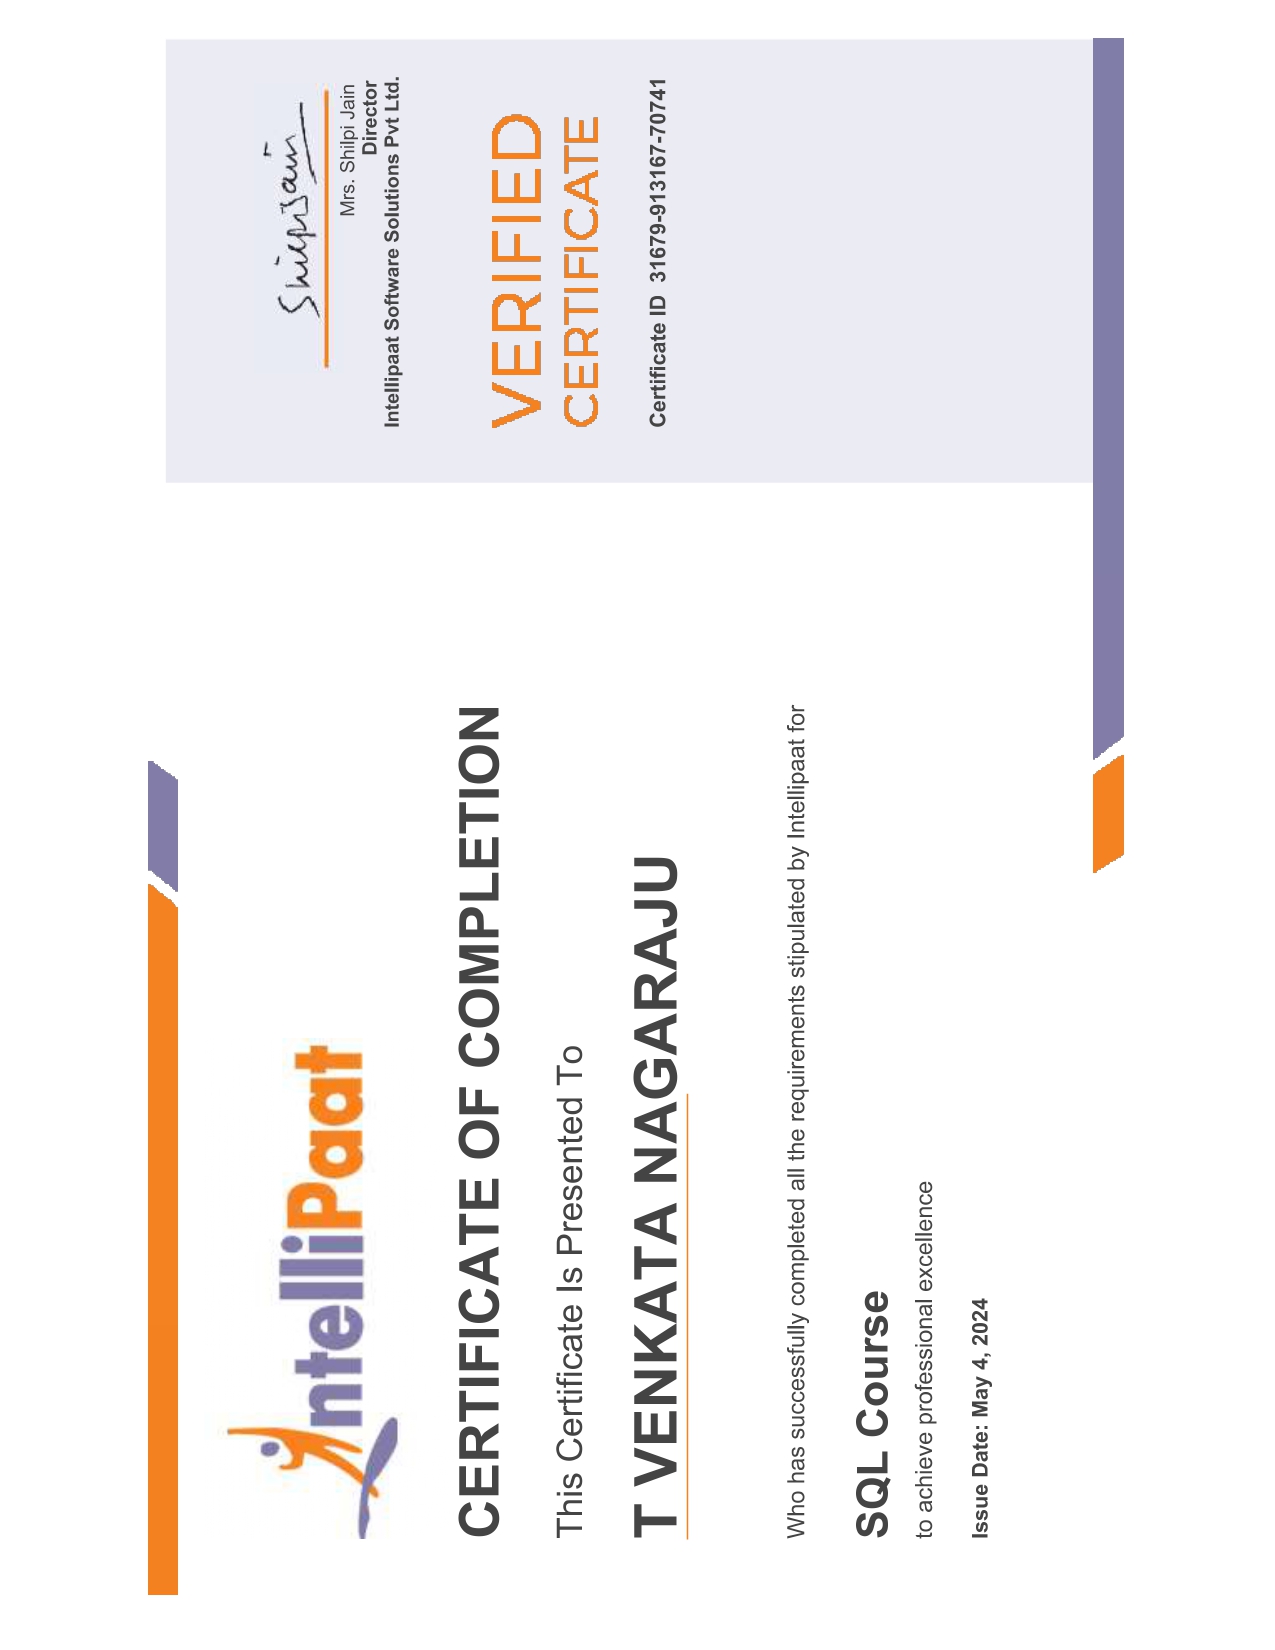 IntelliPaat
CERTIFICATE OF COMPLETION
This Certificate Is Presented To
T VENKATA NAGARAJU
Who has successfully completed all the requirements stipulated by Intellipaat for
SQL Course
to achieve professional excellence
Issue Date: May 4, 2024
Shilpi Jain
Mrs. Shilpi Jain
Director
Intellipaat Software Solutions Pvt Ltd.
VERIFIED
CERTIFICATE
Certificate ID 31679-913167-70741